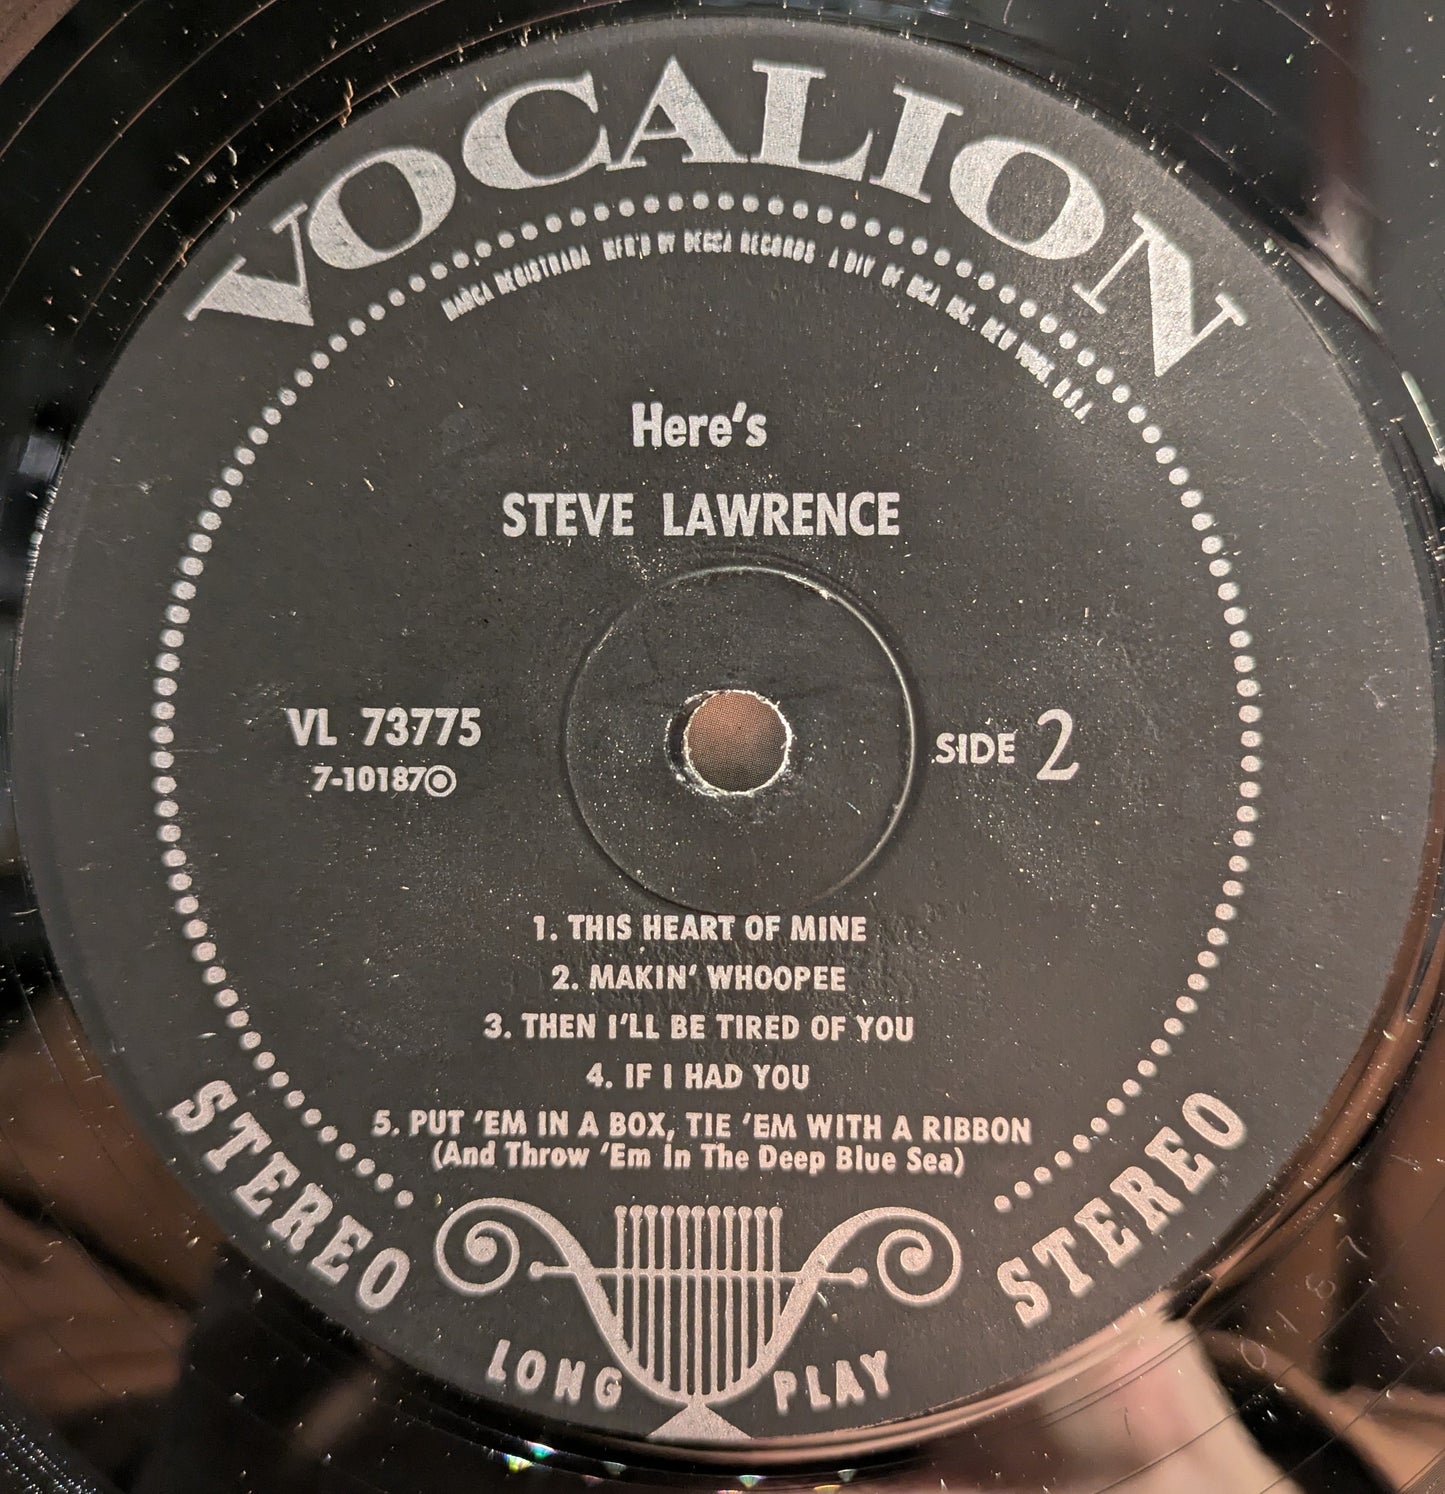 VOCALION
MARCA REGISTRADA MFR'D BY DECCA RECORDS A DIV OF MCA INC. NEW YORK, U.S.A.
Here's
STEVE LAWRENCE
VL 73775
7-10187
SIDE 2
1. THIS HEART OF MINE
2. MAKIN' WHOOPEE
3. THEN I'LL BE TIRED OF YOU
4. IF I HAD YOU
5. PUT 'EM IN A BOX, TIE 'EM WITH A RIBBON
(And Throw 'Em In The Deep Blue Sea)
STEREO
STEREO
LONG PLAY